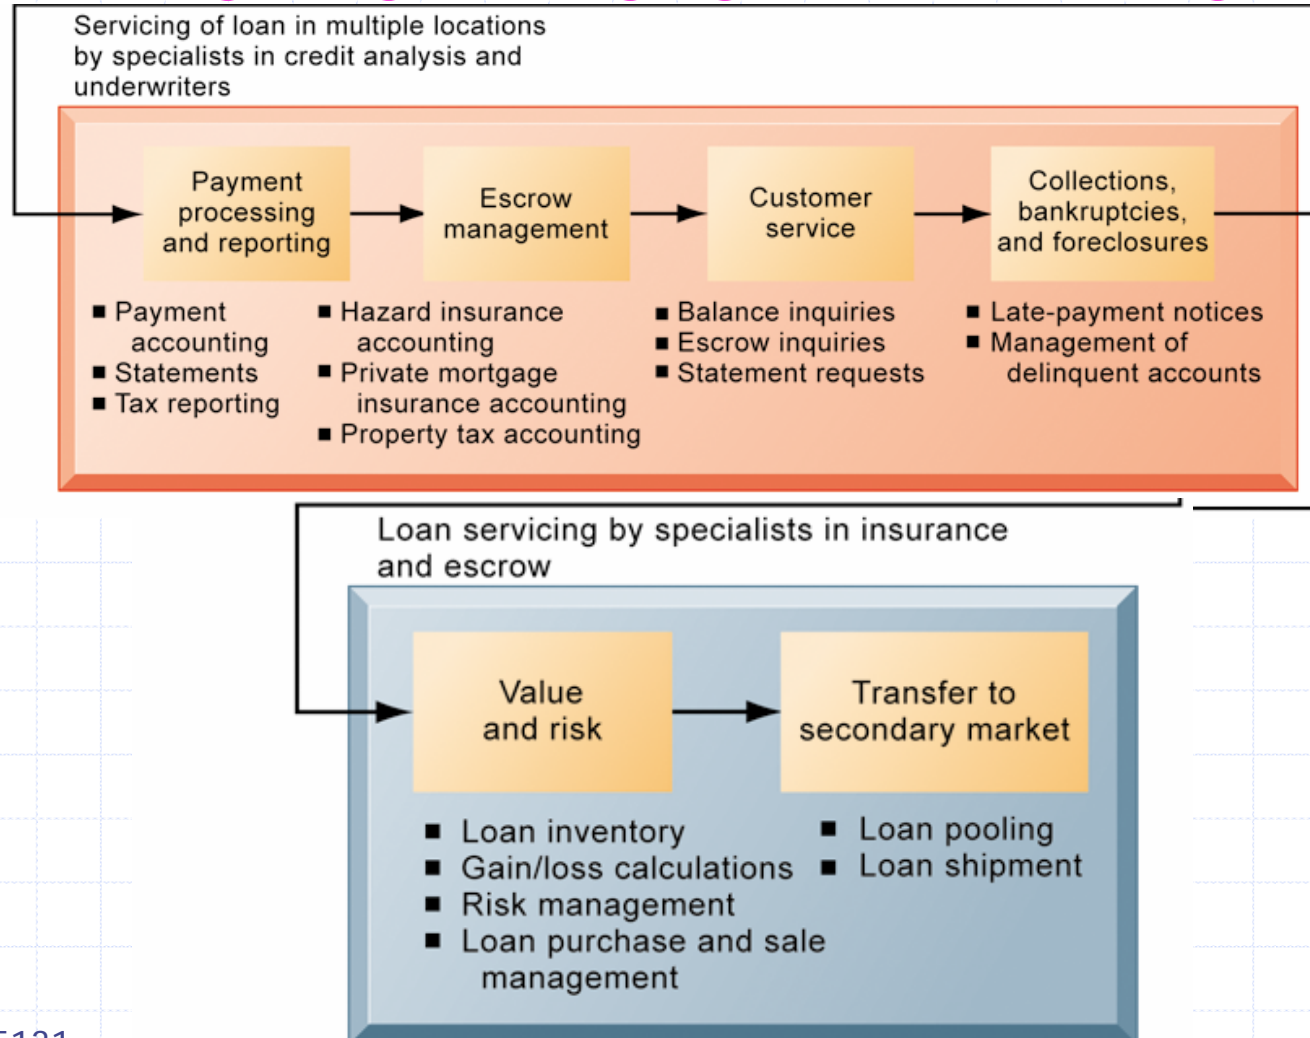 Servicing of loan in multiple locations
by specialists in credit analysis and
underwriters
Payment
processing
and reporting
Escrow
management
Customer
service
Collections,
bankruptcies,
and foreclosures
■ Payment
accounting
■ Statements
■ Tax reporting
■ Hazard insurance
accounting
■ Private mortgage
insurance accounting
■ Property tax accounting
■ Balance inquiries
■ Escrow inquiries
■ Statement requests
■ Late-payment notices
■ Management of
delinquent accounts
Loan servicing by specialists in insurance
and escrow
Value
and risk
Transfer to
secondary market
■ Loan inventory
■ Gain/loss calculations
■ Risk management
■ Loan purchase and sale
management
■ Loan pooling
■ Loan shipment